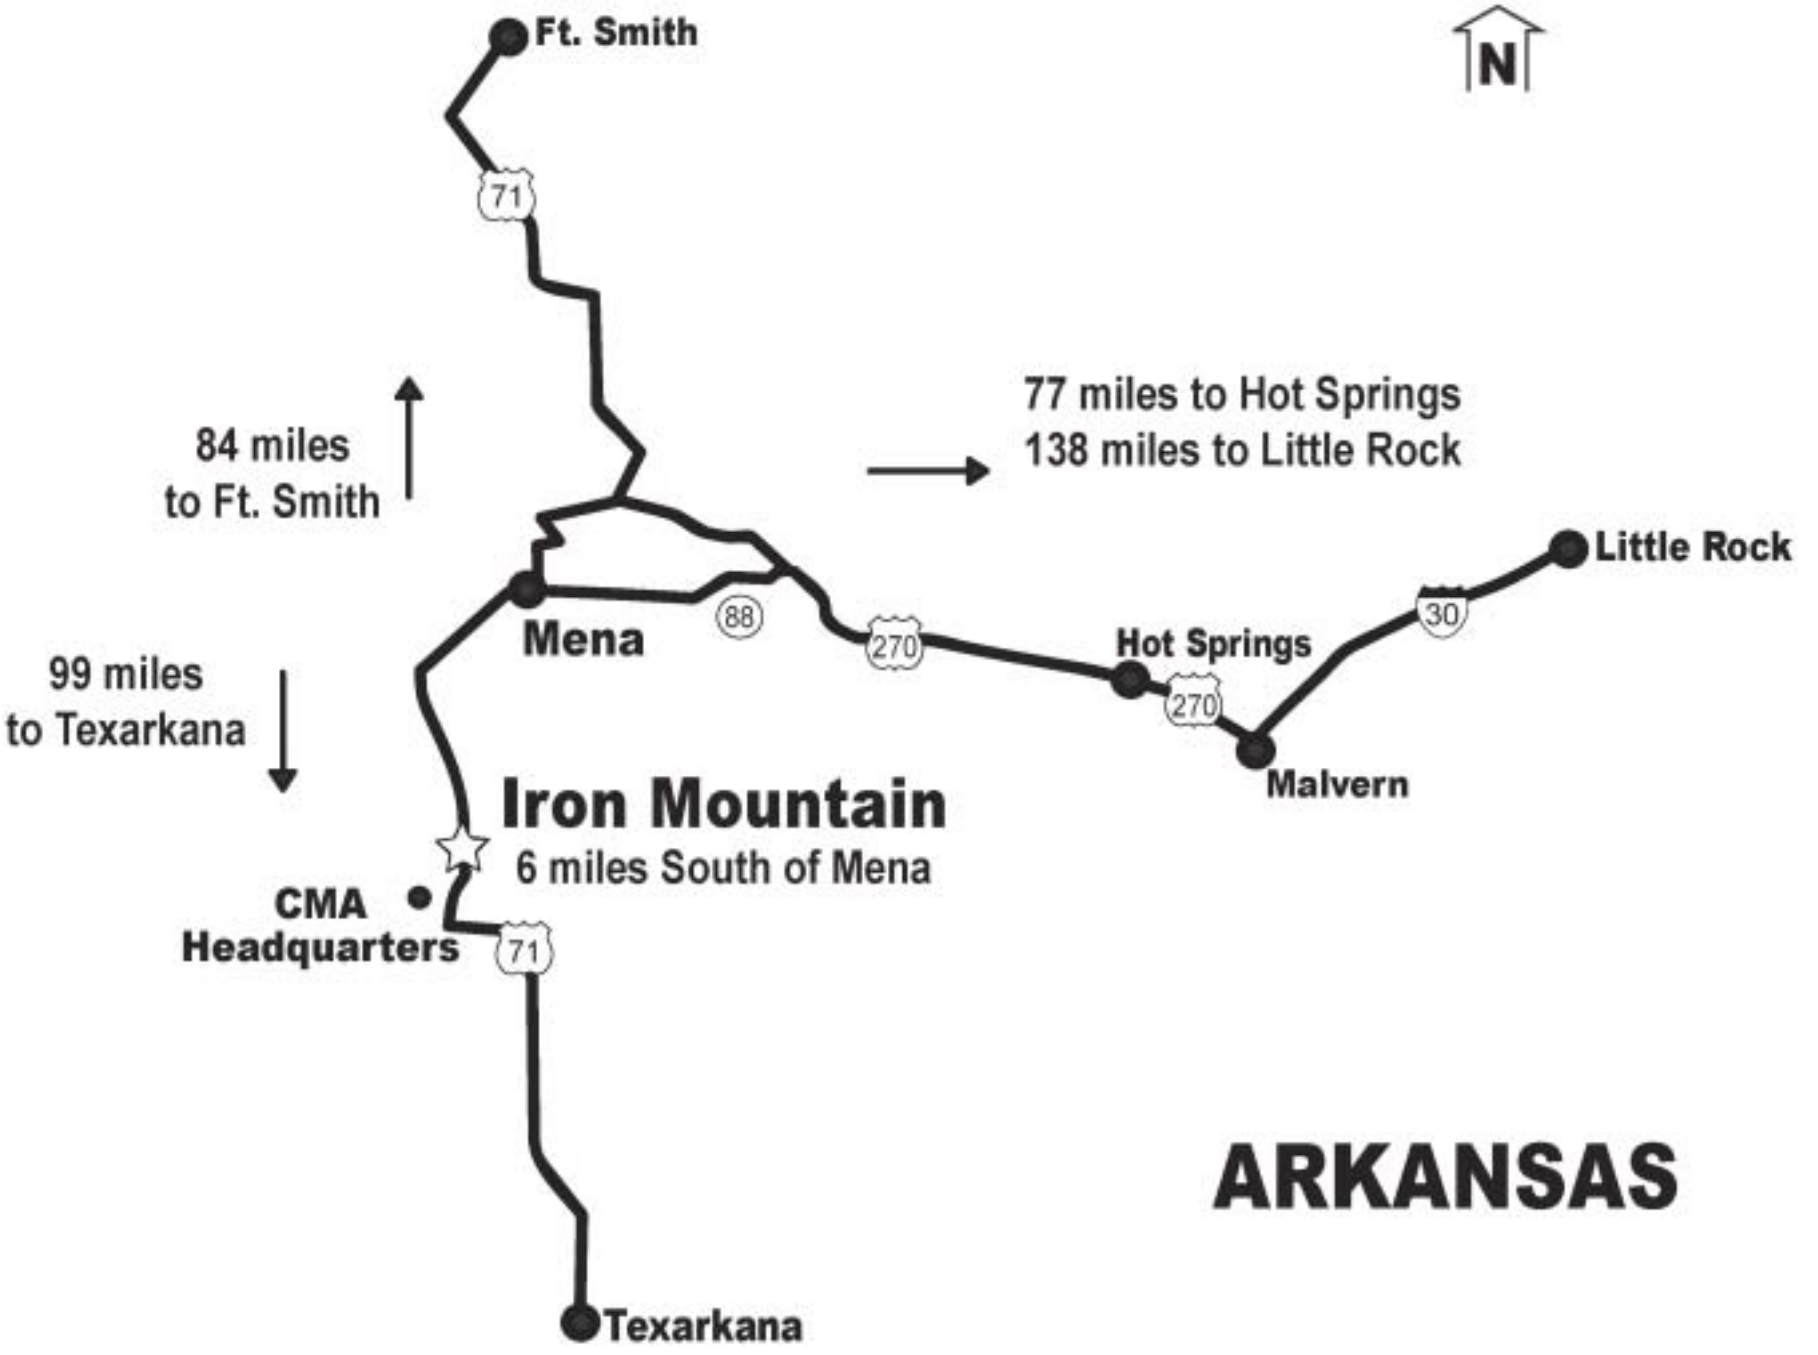 Ft. Smith
N
71
77 miles to Hot Springs
138 miles to Little Rock
84 miles
to Ft. Smith
Little Rock
30
88
Mena
270
Hot Springs
270
Malvern
99 miles
to Texarkana
Iron Mountain
6 miles South of Mena
CMA
Headquarters
71
ARKANSAS
Texarkana